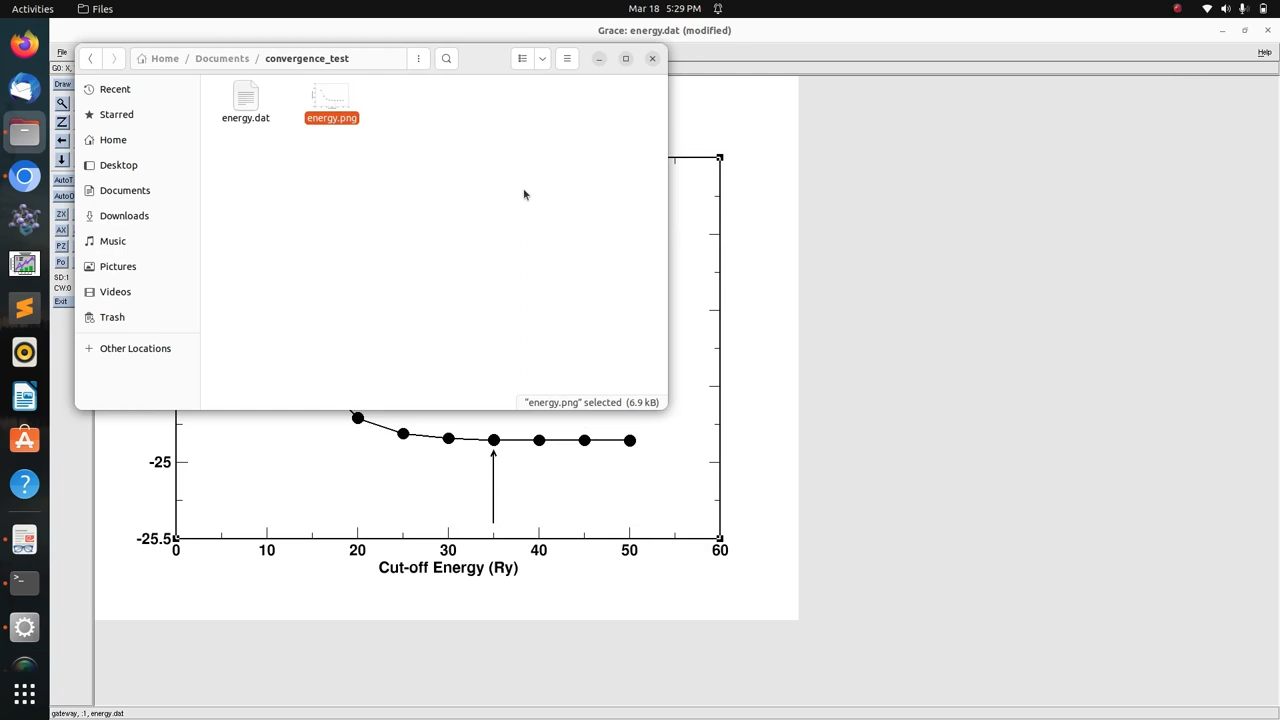 Activities
Files
Mar 18 5:29 PM
Grace: energy.dat (modified)
File
Help
G0: X,
Home / Documents / convergence_test
Draw
Z
AutoT
AutoO
ZX
AX
PZ
Po
SD:1
CW:0
Exit
Recent
Starred
Home
Desktop
Documents
Downloads
Music
Pictures
Videos
Trash
Other Locations
energy.dat
energy.png
"energy.png" selected (6.9 kB)
-25
-25.5
0 10 20 30 40 50 60
Cut-off Energy (Ry)
gateway, :1, energy.dat